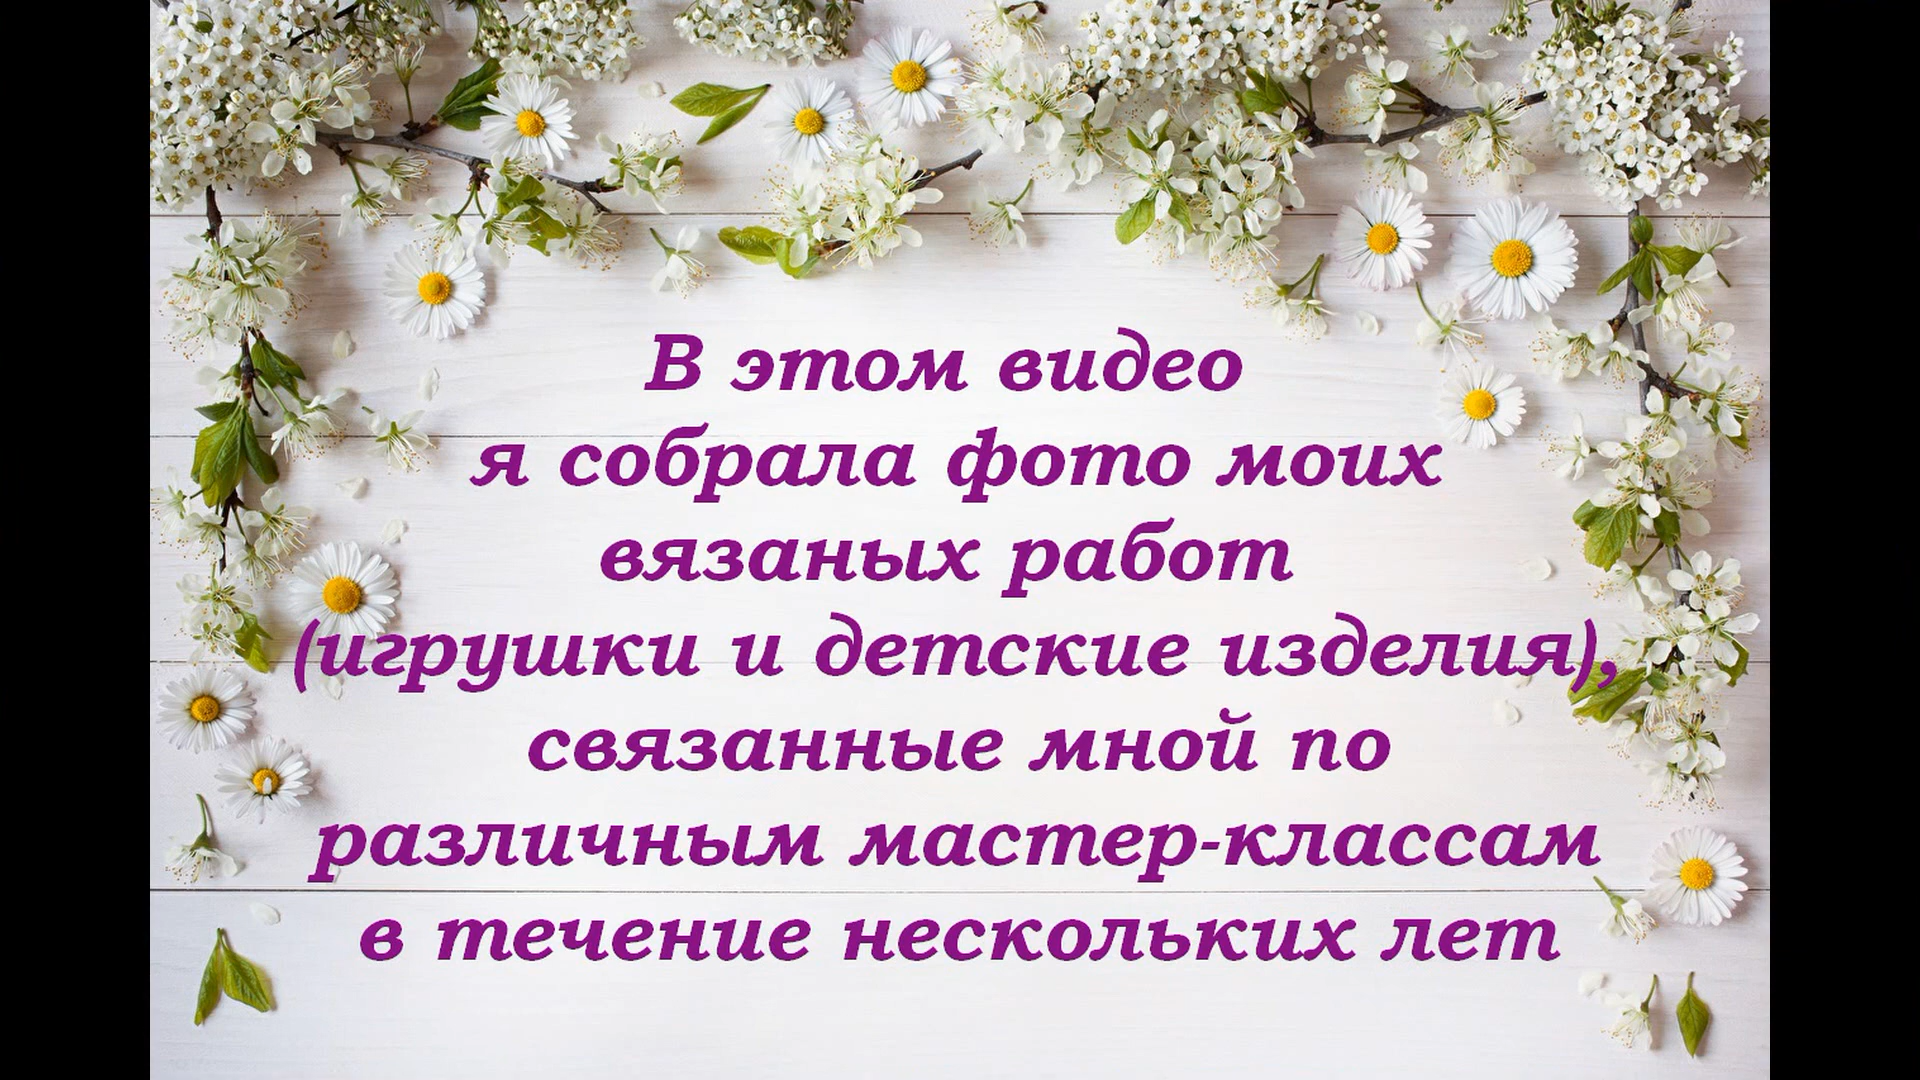 В этом видео
я собрала фото моих
вязаных работ
(игрушки и детские изделия),
связанные мной по
различным мастер-классам
в течение нескольких лет